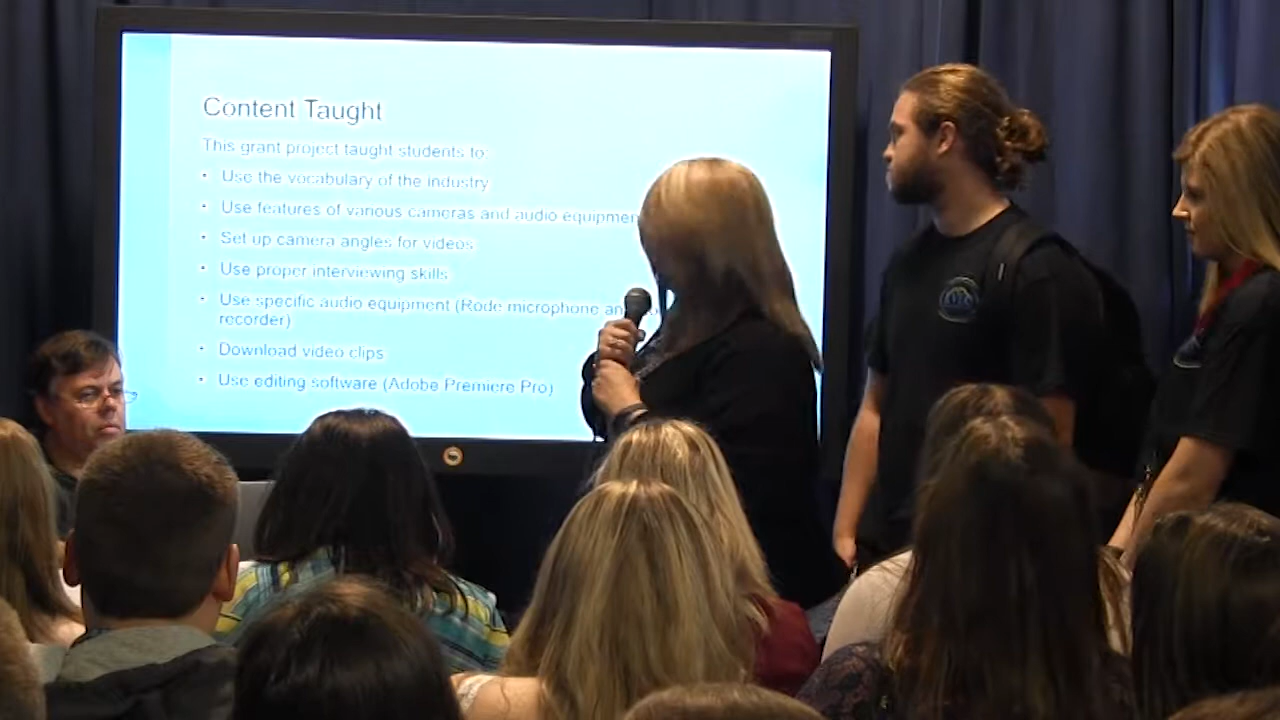 Content Taught
This grant project taught students to:
• Use the vocabulary of the industry
• Use features of various cameras and audio equipmen
• Set up camera angles for videos
• Use proper interviewing skills
• Use specific audio equipment (Rode microphone an
recorder)
• Download video clips
• Use editing software (Adobe Premiere Pro)